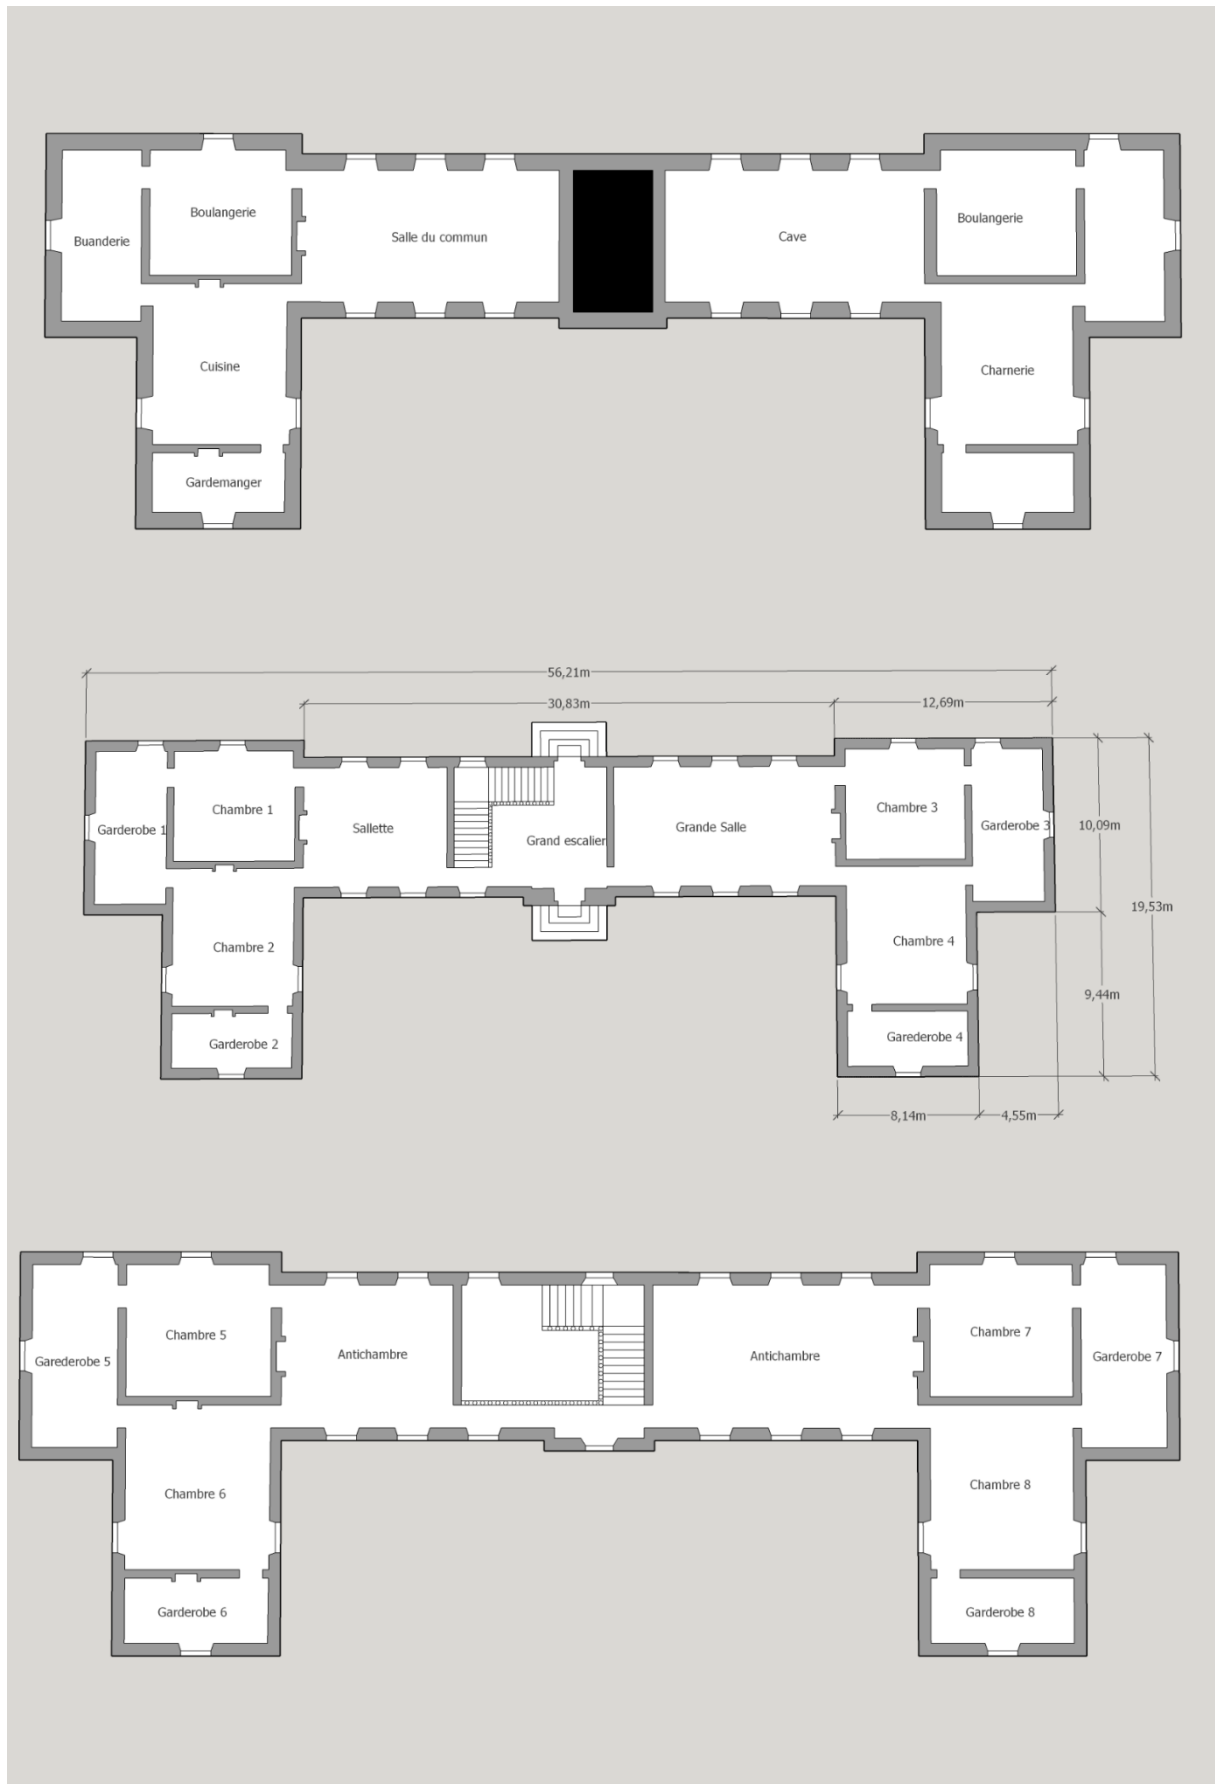 Boulangerie
Boulangerie
Buanderie
Salle du commun
Cave
Cuisine
Charnerie
Gardemanger
56,21m
30,83m
12,69m
Chambre 1
Chambre 3
Garderobe 1
Sallette
Grand escalier
Grande Salle
Garderobe 3
10,09m
19,53m
Chambre 2
Chambre 4
9,44m
Garderobe 2
Garederobe 4
8,14m
4,55m
Chambre 5
Chambre 7
Garederobe 5
Antichambre
Antichambre
Garderobe 7
Chambre 6
Chambre 8
Garderobe 6
Garderobe 8